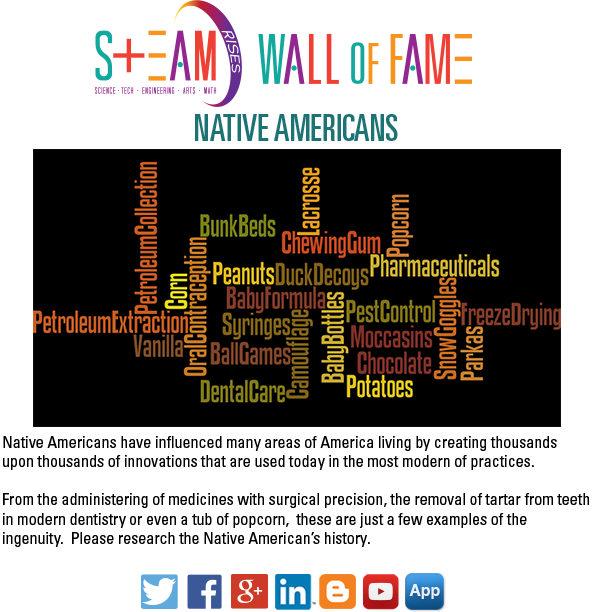 STEAM RISES WALL OF FAME
SCIENCE · TECH · ENGINEERING · ARTS · MATH
NATIVE AMERICANS
PetroleumCollection
Lacrosse
Popcorn
BunkBeds
ChewingGum
OralContraception
Corn
Peanuts
DuckDecoys
Pharmaceuticals
BabyFormula
BabyBottles
PestControl
SnowGoggles
FreezeDrying
PetroleumExtraction
Syringes
Camouflage
Moccasins
Parkas
Vanilla
BallGames
Chocolate
DentalCare
Potatoes
Native Americans have influenced many areas of America living by creating thousands
upon thousands of innovations that are used today in the most modern of practices.
From the administering of medicines with surgical precision, the removal of tartar from teeth
in modern dentistry or even a tub of popcorn, these are just a few examples of the
ingenuity. Please research the Native American's history.
f g+ in App